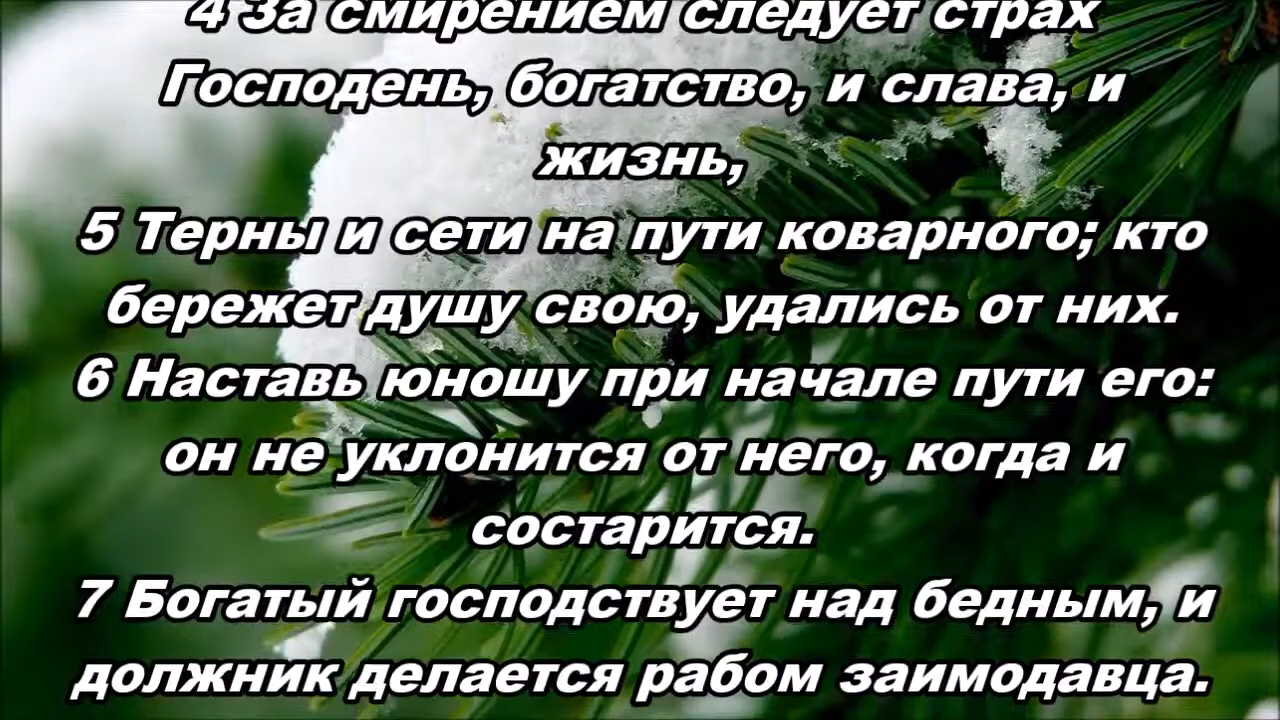 4 За смирением следует страх
Господень, богатство, и слава, и
жизнь,
5 Терны и сети на пути коварного; кто
бережет душу свою, удались от них.
6 Наставь юношу при начале пути его:
он не уклонится от него, когда и
состарится.
7 Богатый господствует над бедным, и
должник делается рабом заимодавца.